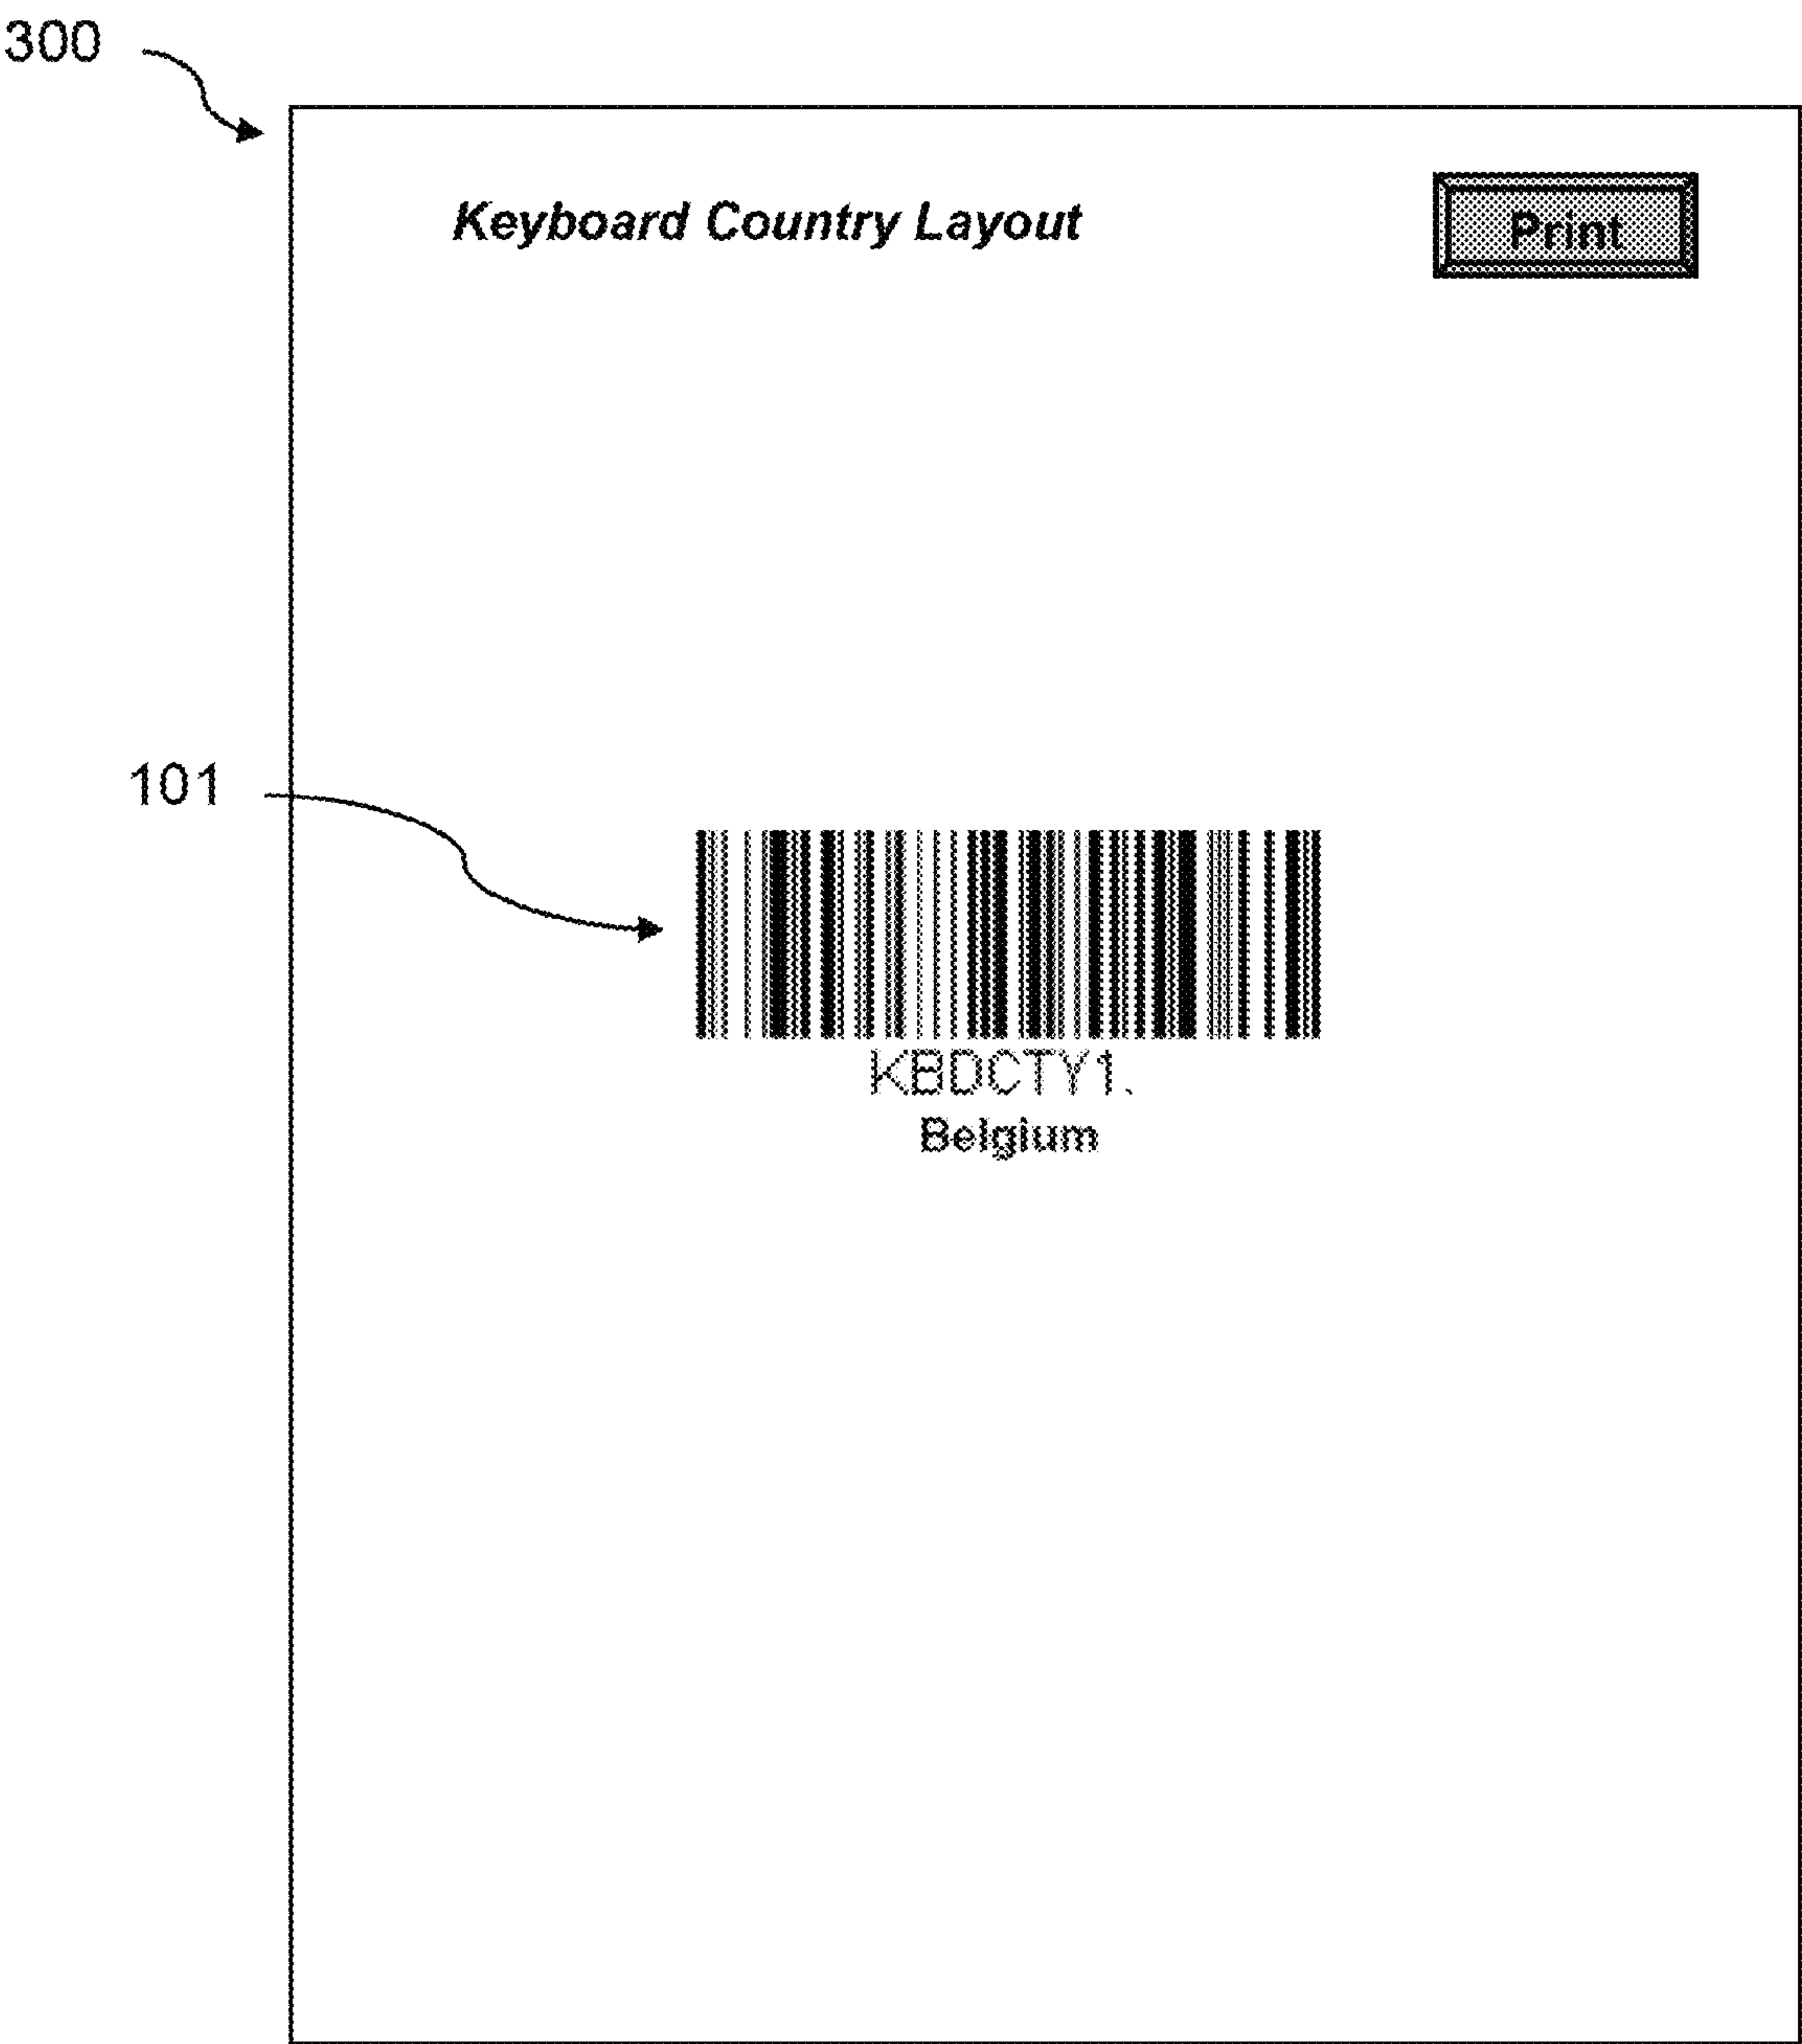 300
Keyboard Country Layout
Print
101
KBDCTY1.
Belgium